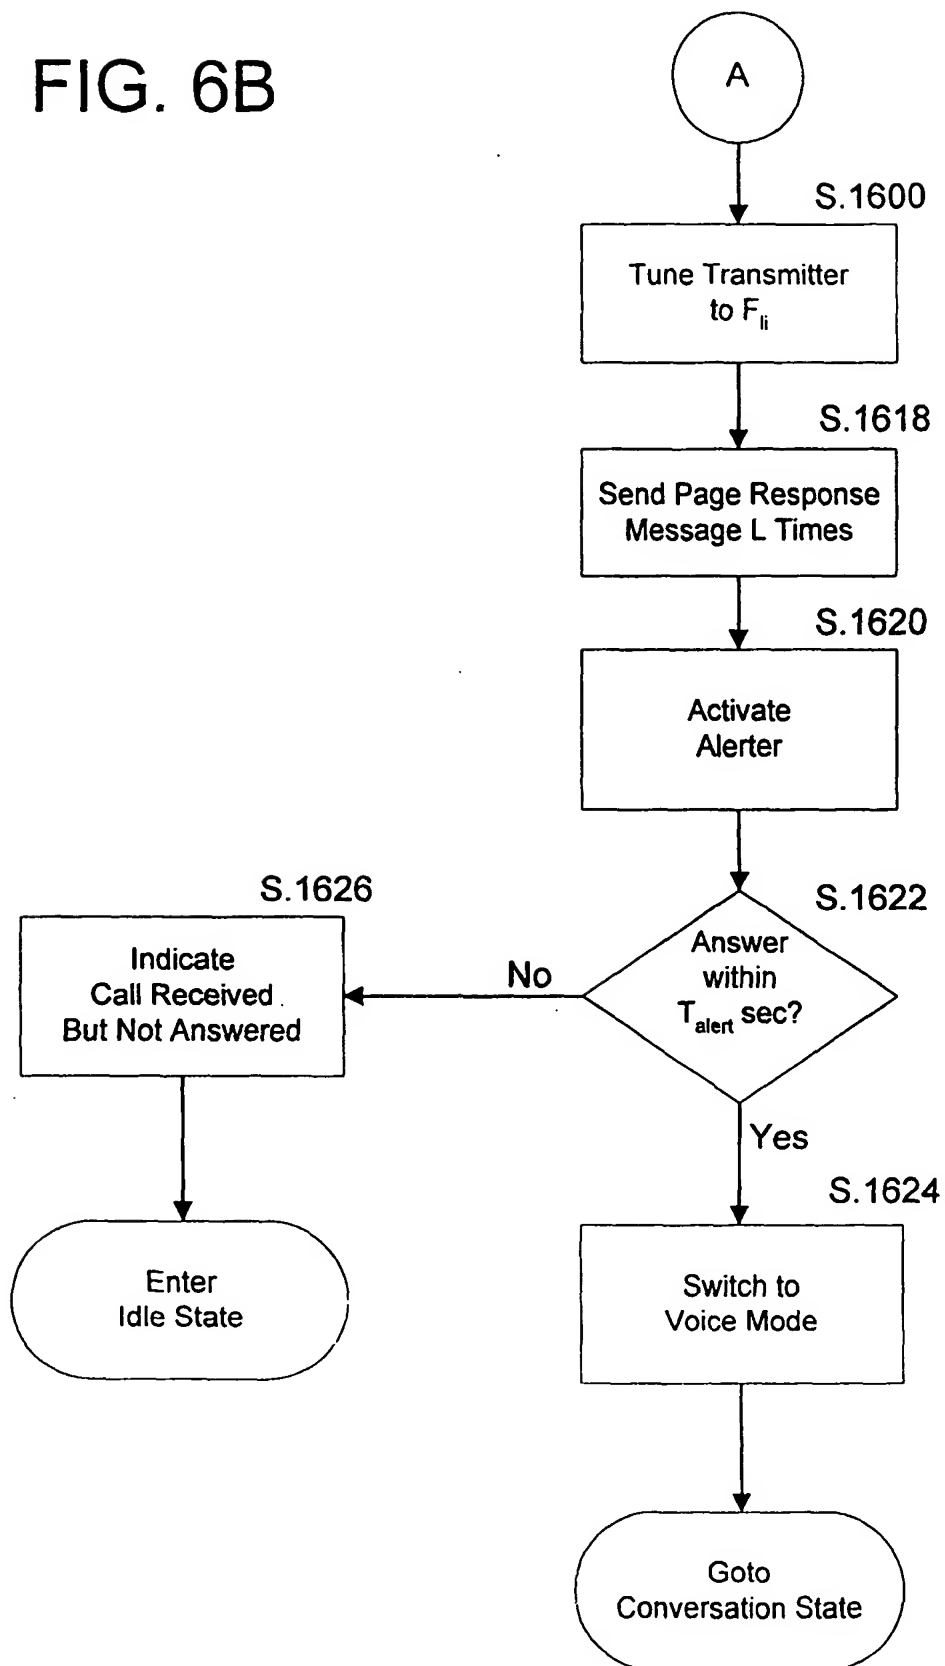 FIG. 6B
A
S.1600
Tune Transmitter
to F_li
S.1618
Send Page Response
Message L Times
S.1620
Activate
Alerter
S.1622
Answer
within
T_alert sec?
No
S.1626
Indicate
Call Received
But Not Answered
Enter
Idle State
Yes
S.1624
Switch to
Voice Mode
Goto
Conversation State